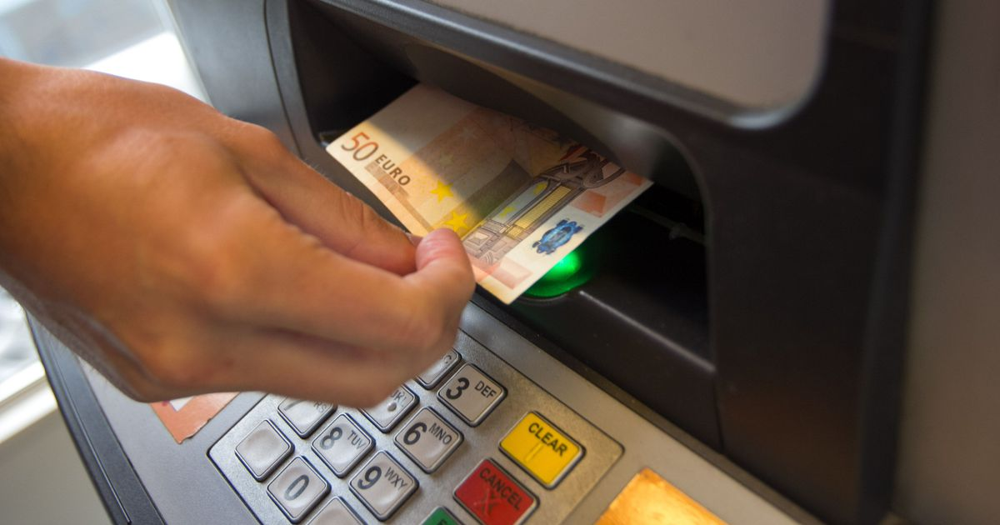 50 EURO
3 DEF
6 MNO
8 TUV
9 WXY
0
CLEAR
CANCEL